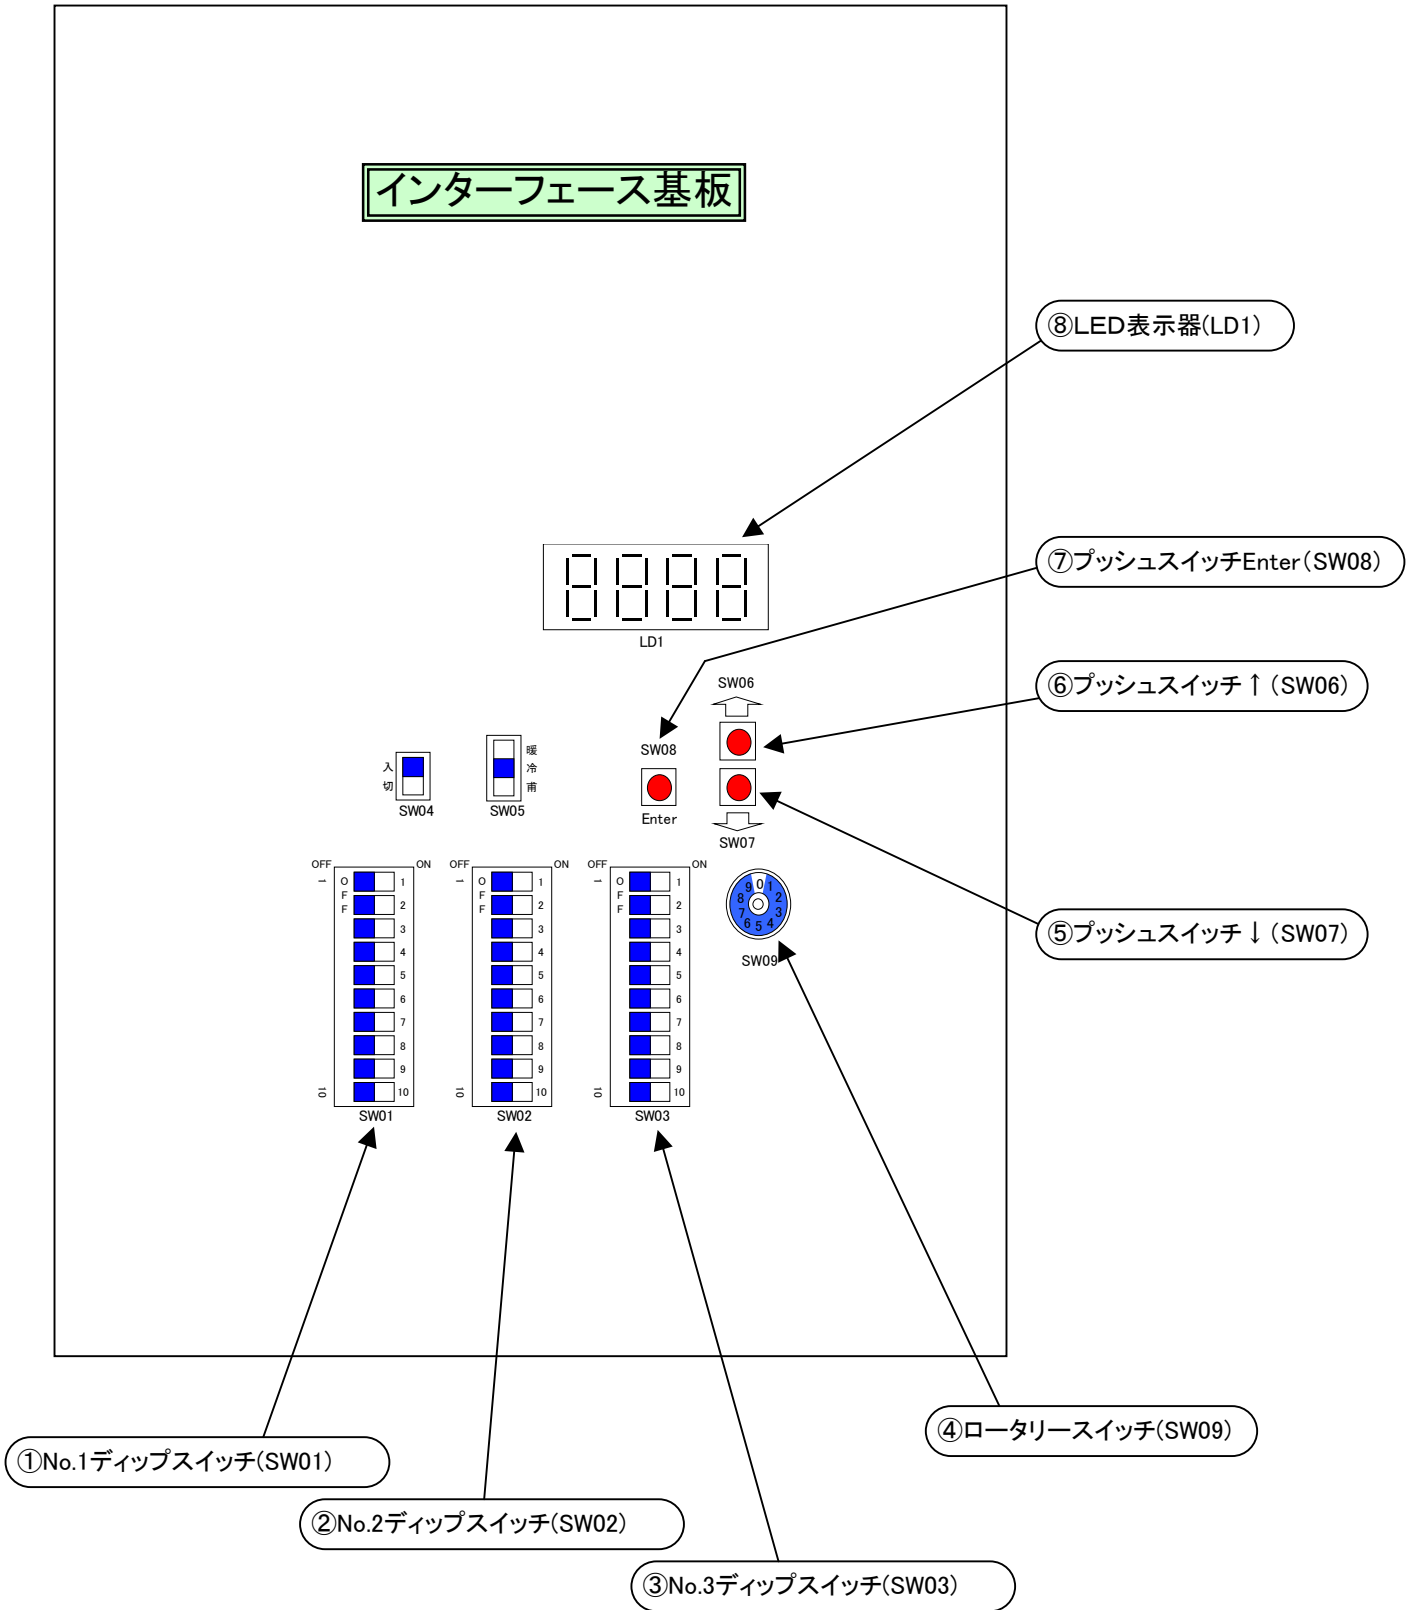 インターフェース基板
⑧LED表示器(LD1)
LD1
⑦プッシュスイッチEnter(SW08)
SW06
⑥プッシュスイッチ↑(SW06)
暖
入
冷
切
甫
SW04
SW05
SW08
Enter
SW07
⑤プッシュスイッチ↓(SW07)
OFF
ON
1
O
F
F
1
2
3
4
5
6
7
8
9
10
10
SW01
OFF
ON
1
O
F
F
1
2
3
4
5
6
7
8
9
10
10
SW02
OFF
ON
1
O
F
F
1
2
3
4
5
6
7
8
9
10
10
SW03
0
1
2
3
4
5
6
7
8
9
SW09
④ロータリースイッチ(SW09)
①No.1ディップスイッチ(SW01)
②No.2ディップスイッチ(SW02)
③No.3ディップスイッチ(SW03)